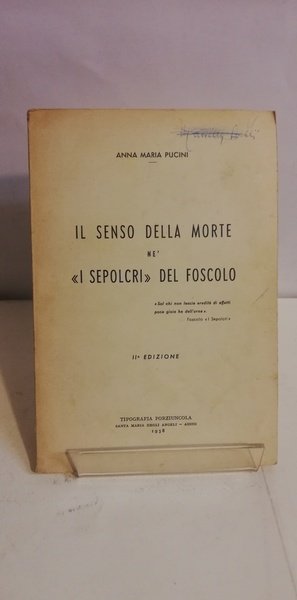 ANNA MARIA PUCINI
IL SENSO DELLA MORTE
NE'
«I SEPOLCRI» DEL FOSCOLO
«Sol chi non lascia eredità di affetti
poca gioia ha dell'urna»
Foscolo «I Sepolcri»
IIª EDIZIONE
TIPOGRAFIA PORZIUNCOLA
SANTA MARIA DEGLI ANGELI - ASSISI
1958